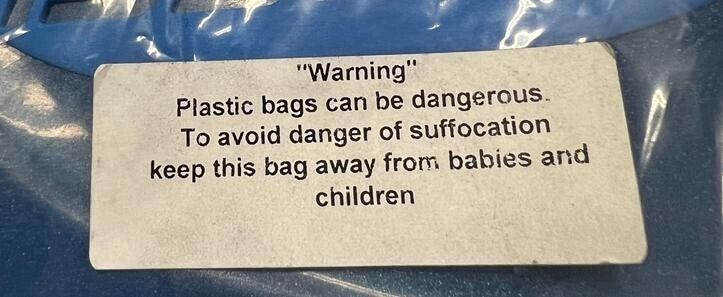 "Warning"
Plastic bags can be dangerous.
To avoid danger of suffocation
keep this bag away from babies and
children